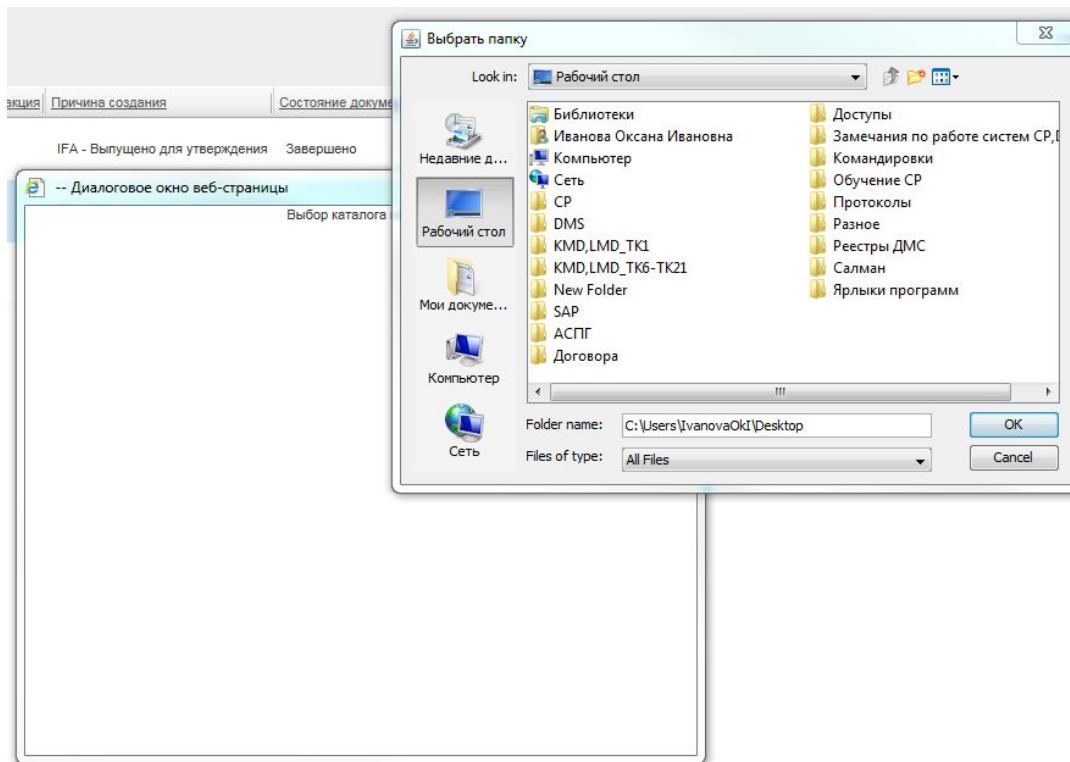 Выбрать папку
Look in:
Рабочий стол
акция
Причина создания
Состояние докуме
IFA - Выпущено для утверждения
Завершено
-- Диалоговое окно веб-страницы
Выбор каталога
Недавние д...
Рабочий стол
Мои докуме...
Компьютер
Сеть
Библиотеки
Иванова Оксана Ивановна
Компьютер
Сеть
CP
DMS
KMD,LMD_TK1
KMD,LMD_TK6-TK21
New Folder
SAP
АСПГ
Договора
Доступы
Замечания по работе систем СР,D
Командировки
Обучение СР
Протоколы
Разное
Реестры ДМС
Салман
Ярлыки программ
Folder name:
C:\Users\IvanovaOkI\Desktop
OK
Files of type:
All Files
Cancel